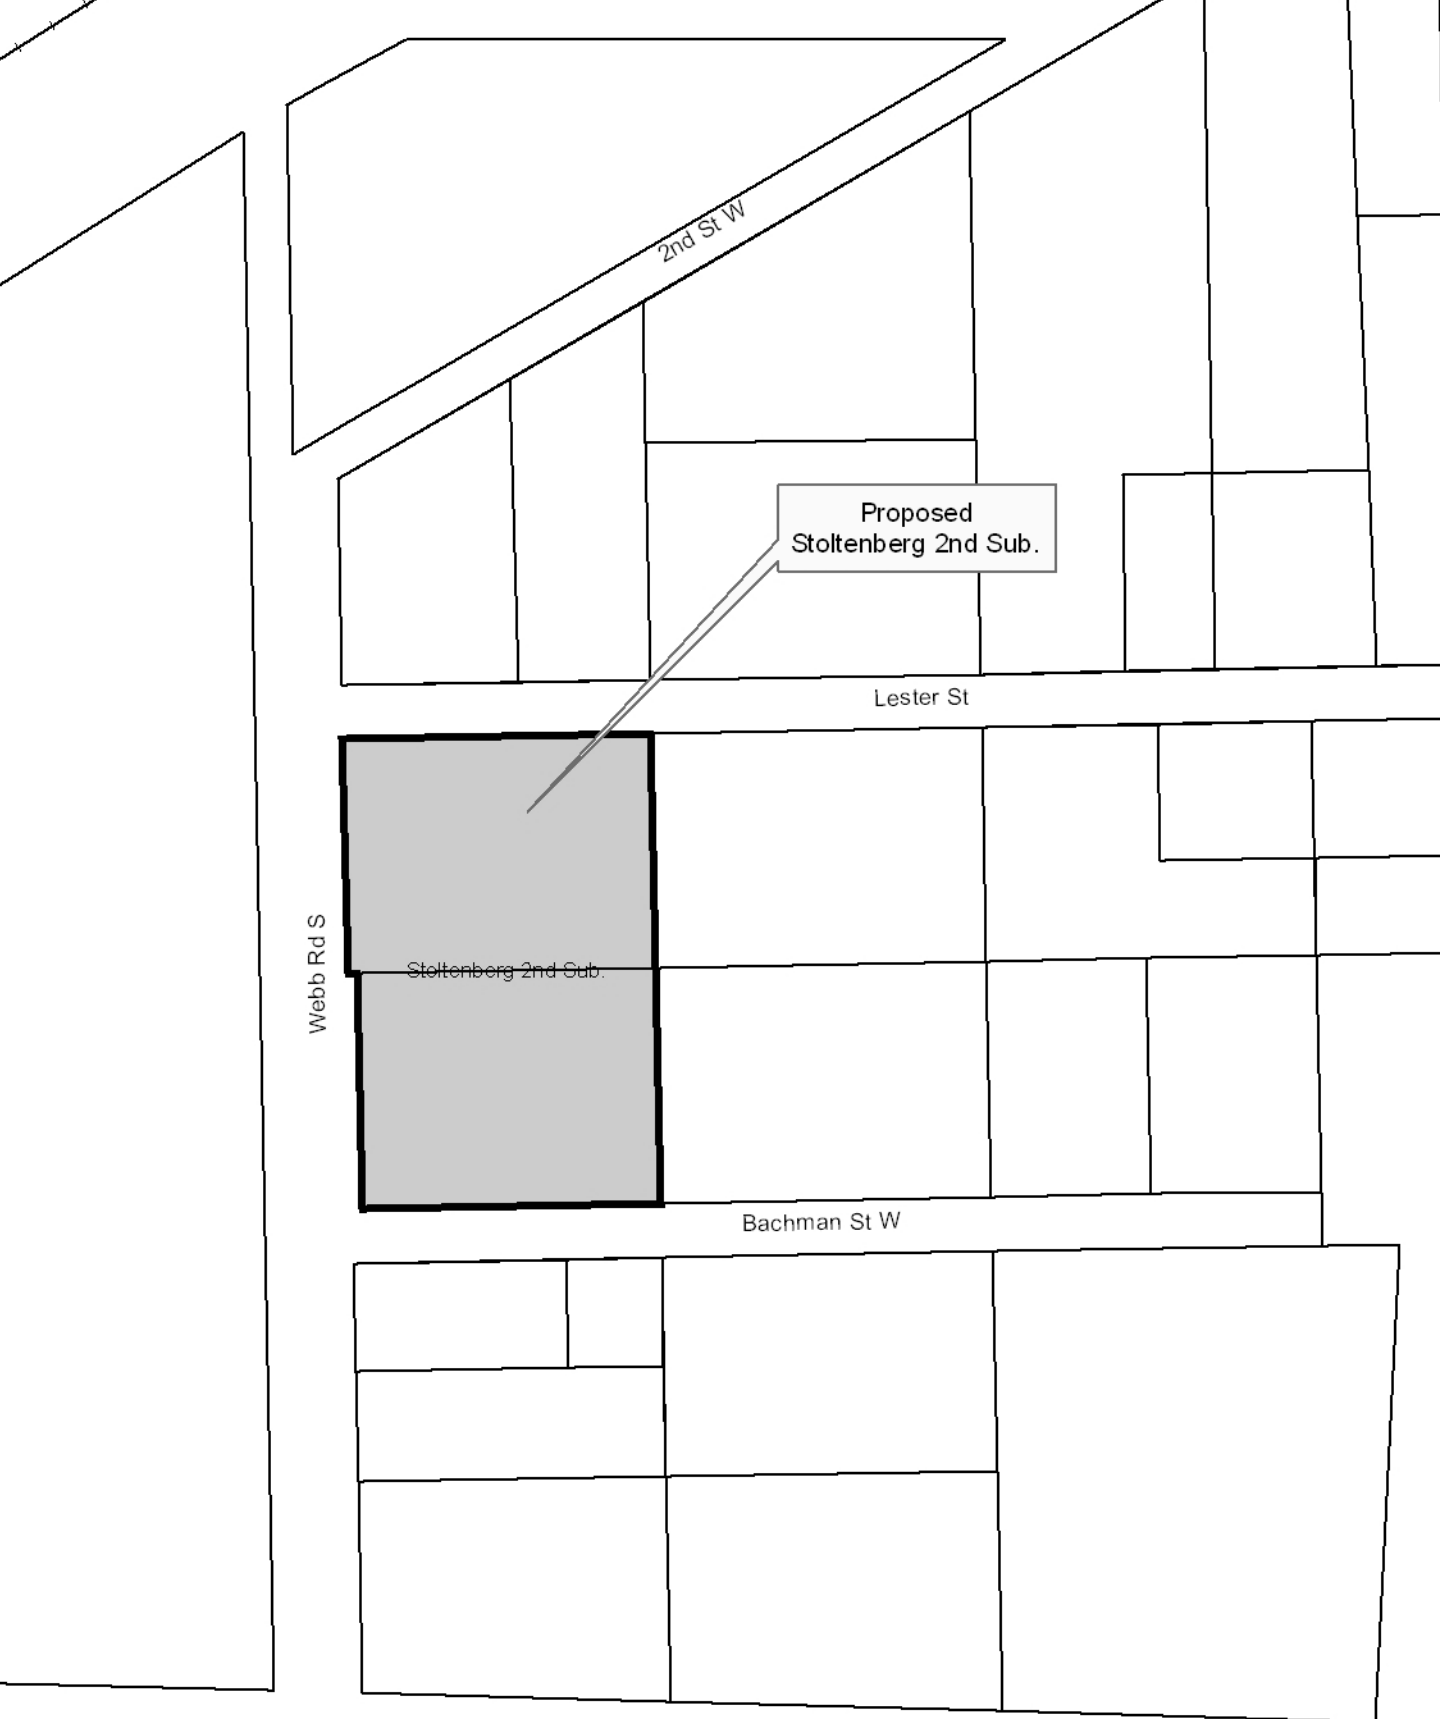 2nd St W
Proposed
Stoltenberg 2nd Sub.
Lester St
Webb Rd S
Stoltenberg 2nd Sub.
Bachman St W